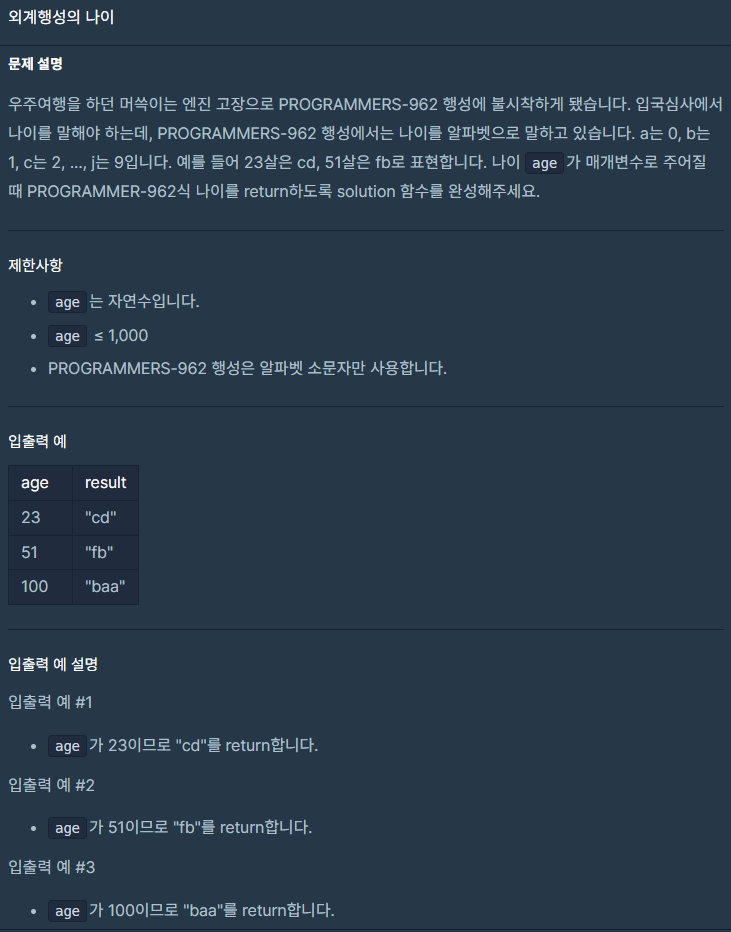 외계행성의 나이
문제 설명
우주여행을 하던 머쓱이는 엔진 고장으로 PROGRAMMERS-962 행성에 불시착하게 됐습니다. 입국심사에서
나이를 말해야 하는데, PROGRAMMERS-962 행성에서는 나이를 알파벳으로 말하고 있습니다. a는 0, b는
1, c는 2, ..., j는 9입니다. 예를 들어 23살은 cd, 51살은 fb로 표현합니다. 나이 age 가 매개변수로 주어질
때 PROGRAMMER-962식 나이를 return하도록 solution 함수를 완성해주세요.
제한사항
• age 는 자연수입니다.
• age ≤ 1,000
• PROGRAMMERS-962 행성은 알파벳 소문자만 사용합니다.
입출력 예
age result
23 "cd"
51 "fb"
100 "baa"
입출력 예 설명
입출력 예 #1
• age 가 23이므로 "cd"를 return합니다.
입출력 예 #2
• age 가 51이므로 "fb"를 return합니다.
입출력 예 #3
• age 가 100이므로 "baa"를 return합니다.